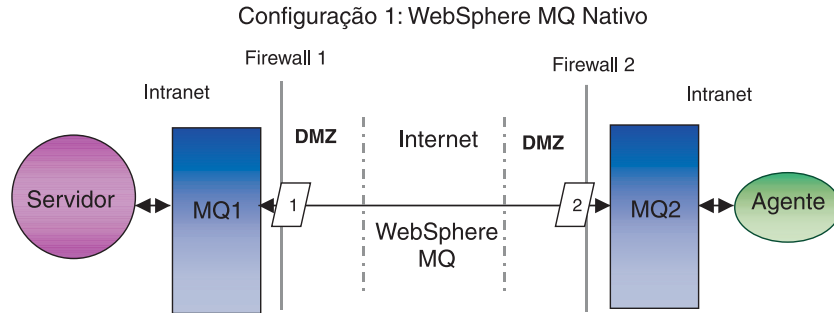 Configuração 1: WebSphere MQ Nativo
Firewall 1
Firewall 2
Intranet
Intranet
DMZ
Internet
DMZ
Servidor
MQ1
1
2
MQ2
Agente
WebSphere
MQ